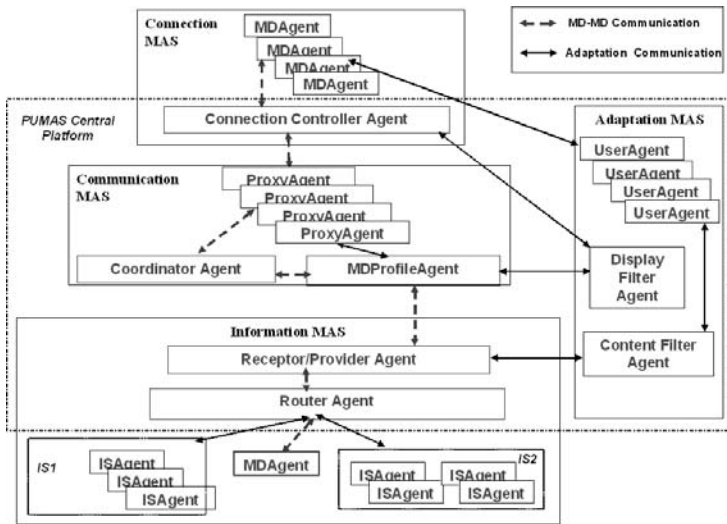 Connection
MAS
MDAgent
MDAgent
MDAgent
MDAgent
MD-MD Communication
Adaptation Communication
PUMAS Central
Platform
Connection Controller Agent
Adaptation MAS
UserAgent
UserAgent
UserAgent
UserAgent
Communication
MAS
ProxyAgent
ProxyAgent
ProxyAgent
ProxyAgent
Coordinator Agent
MDProfileAgent
Display
Filter
Agent
Information MAS
Receptor/Provider Agent
Content Filter
Agent
Router Agent
IS1
ISAgent
ISAgent
ISAgent
MDAgent
IS2
ISAgent
ISAgent
ISAgent
ISAgent